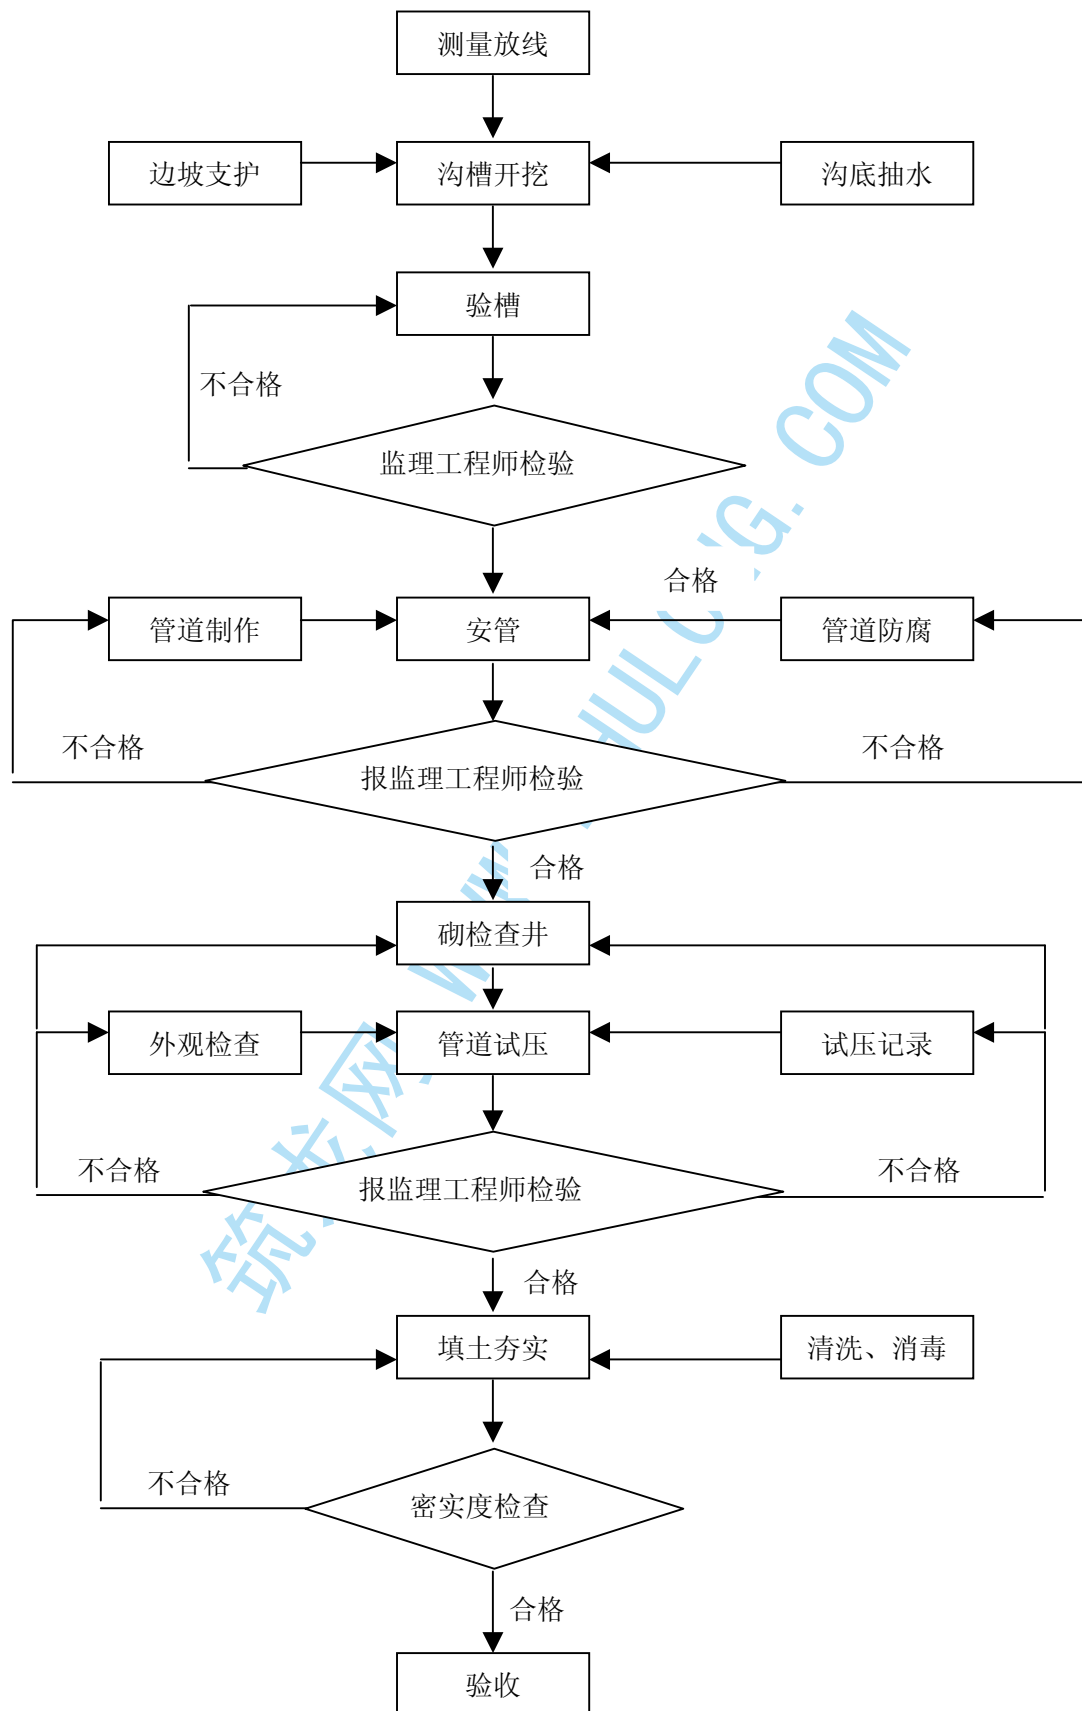 测量放线
边坡支护
沟槽开挖
沟底抽水
验槽
不合格
监理工程师检验
合格
管道制作
安管
管道防腐
不合格
不合格
报监理工程师检验
合格
砌检查井
外观检查
管道试压
试压记录
不合格
不合格
报监理工程师检验
合格
填土夯实
清洗、消毒
不合格
密实度检查
合格
验收